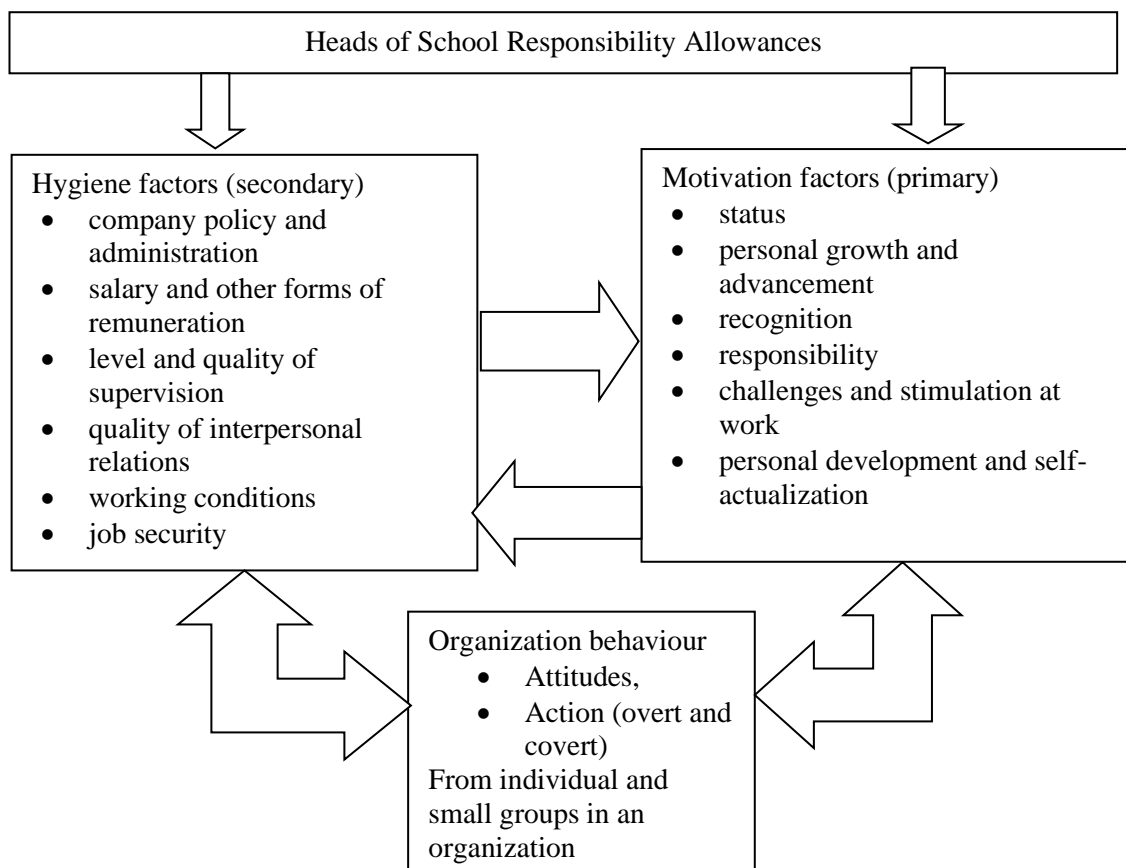 Heads of School Responsibility Allowances
Hygiene factors (secondary)
• company policy and
administration
• salary and other forms of
remuneration
• level and quality of
supervision
• quality of interpersonal
relations
• working conditions
• job security
Motivation factors (primary)
• status
• personal growth and
advancement
• recognition
• responsibility
• challenges and stimulation at
work
• personal development and self-
actualization
Organization behaviour
• Attitudes,
• Action (overt and
covert)
From individual and
small groups in an
organization